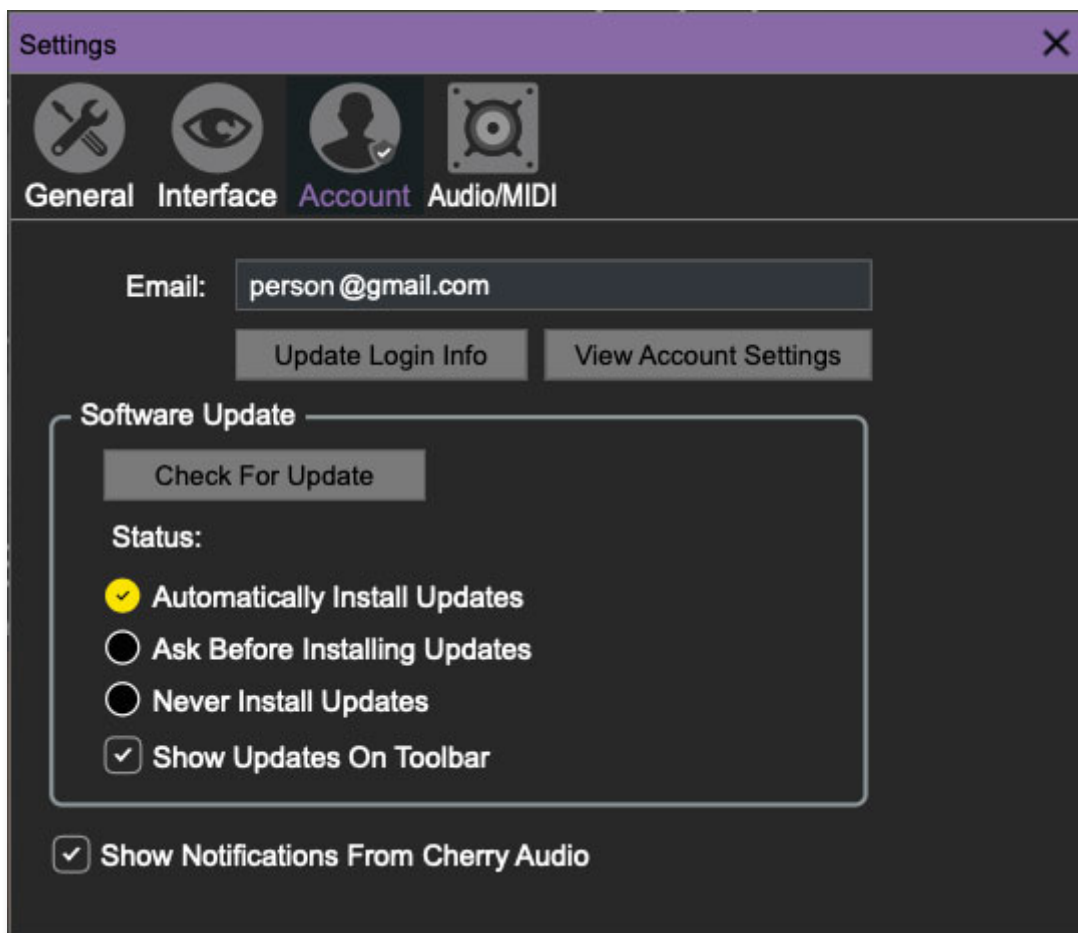 Settings
General Interface Account Audio/MIDI
Email: person@gmail.com
Update Login Info View Account Settings
Software Update
Check For Update
Status:
Automatically Install Updates
Ask Before Installing Updates
Never Install Updates
Show Updates On Toolbar
Show Notifications From Cherry Audio